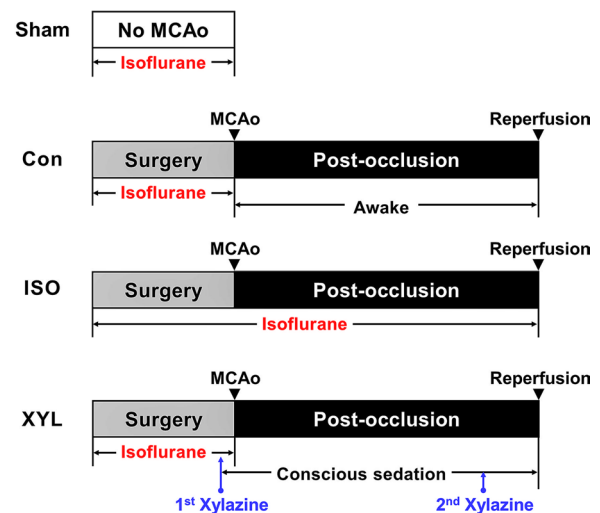 Sham
No MCAo
Isoflurane
MCAo Reperfusion
Con
Surgery Post-occlusion
Isoflurane
Awake
MCAo Reperfusion
ISO
Surgery Post-occlusion
Isoflurane
MCAo Reperfusion
XYL
Surgery Post-occlusion
Isoflurane
Conscious sedation
1st Xylazine 2nd Xylazine